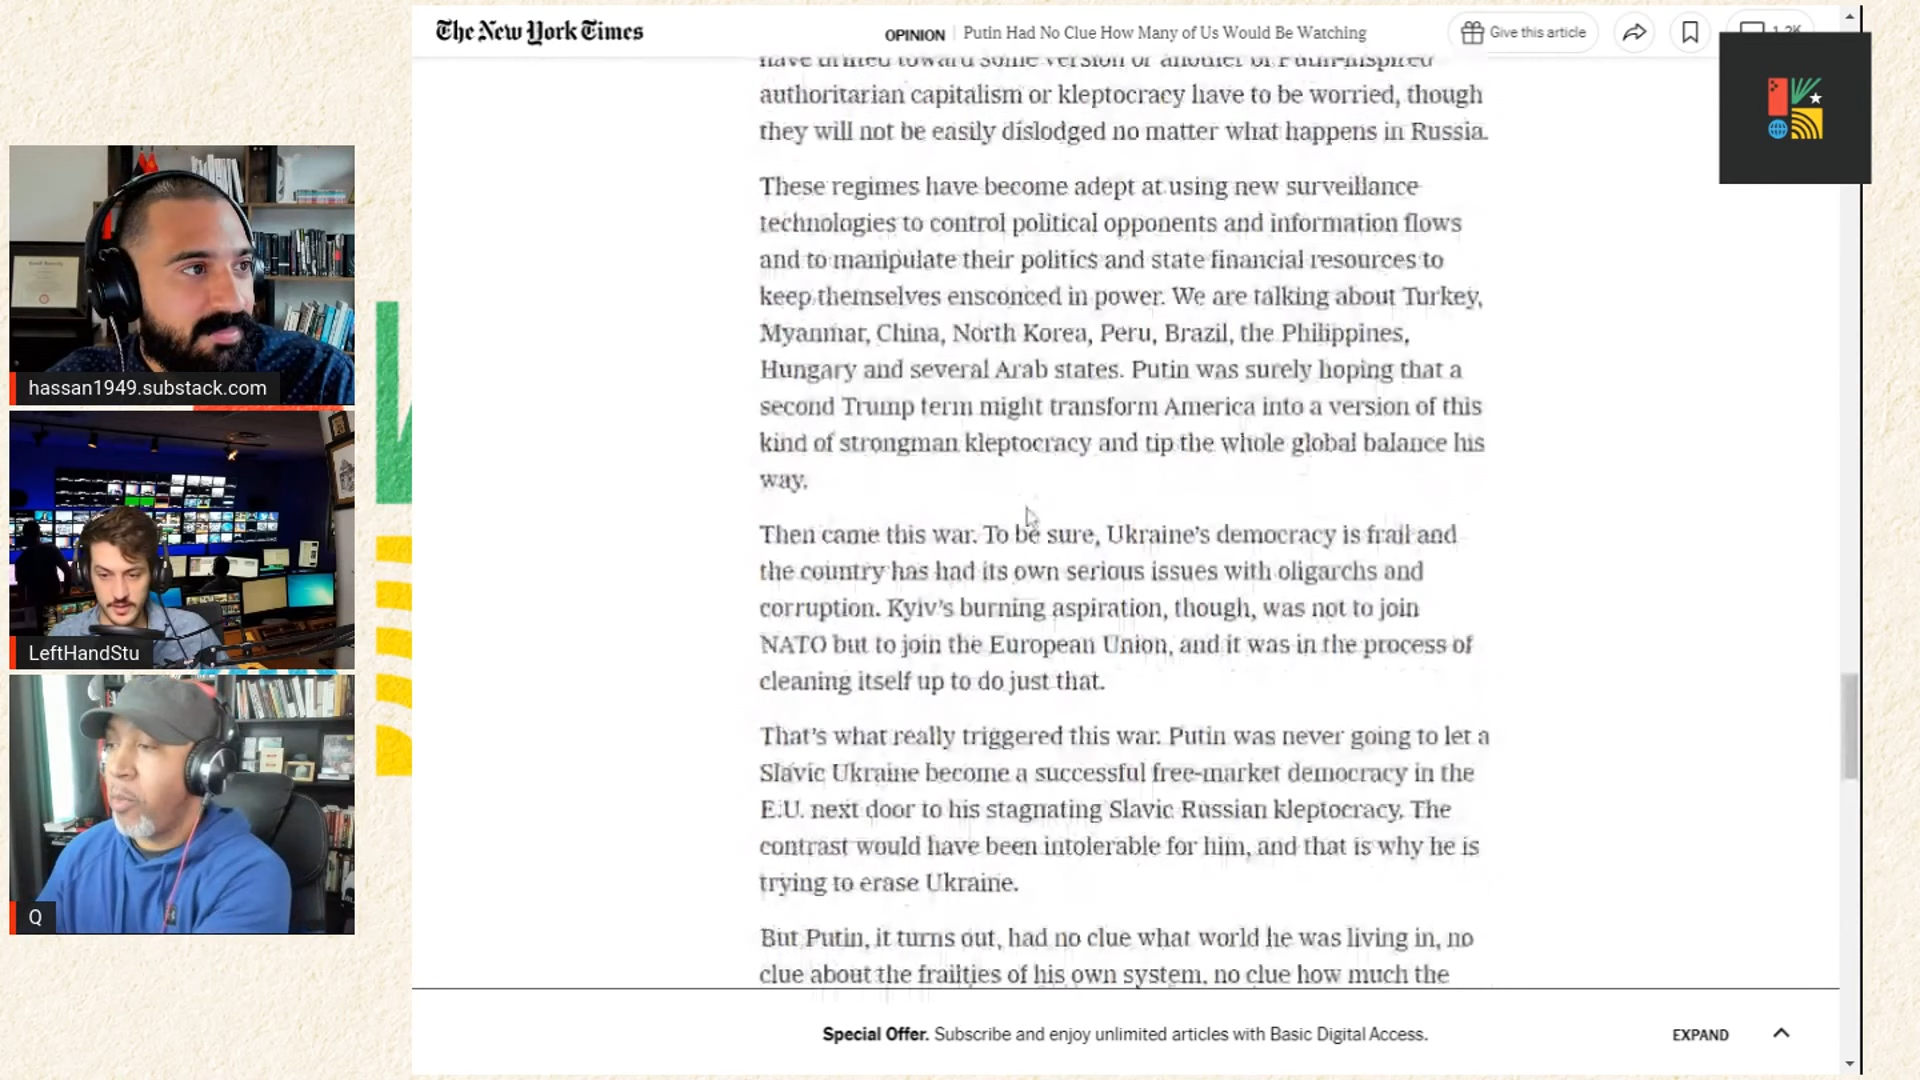 The New York Times
OPINION | Putin Had No Clue How Many of Us Would Be Watching
Give this article
1.2K
have drifted toward some version or another of Putin-inspired
authoritarian capitalism or kleptocracy have to be worried, though
they will not be easily dislodged no matter what happens in Russia.
These regimes have become adept at using new surveillance
technologies to control political opponents and information flows
and to manipulate their politics and state financial resources to
keep themselves ensconced in power. We are talking about Turkey,
Myanmar, China, North Korea, Peru, Brazil, the Philippines,
Hungary and several Arab states. Putin was surely hoping that a
second Trump term might transform America into a version of this
kind of strongman kleptocracy and tip the whole global balance his
way.
Then came this war. To be sure, Ukraine's democracy is frail and
the country has had its own serious issues with oligarchs and
corruption. Kyiv's burning aspiration, though, was not to join
NATO but to join the European Union, and it was in the process of
cleaning itself up to do just that.
That's what really triggered this war. Putin was never going to let a
Slavic Ukraine become a successful free-market democracy in the
E.U. next door to his stagnating Slavic Russian kleptocracy. The
contrast would have been intolerable for him, and that is why he is
trying to erase Ukraine.
But Putin, it turns out, had no clue what world he was living in, no
clue about the frailties of his own system, no clue how much the
Special Offer. Subscribe and enjoy unlimited articles with Basic Digital Access.
EXPAND
hassan1949.substack.com
LeftHandStu
Q